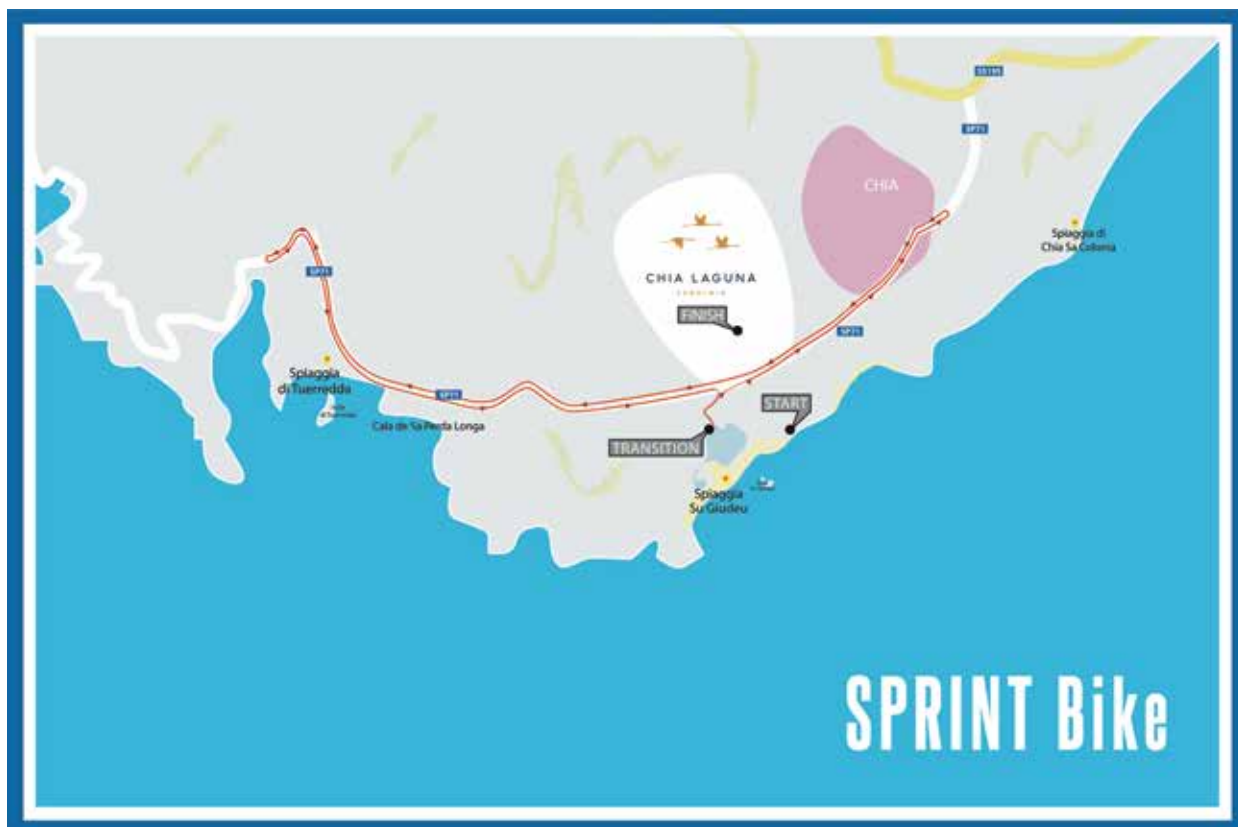 SS195
SP71
CHIA
Spiaggia di
Chia Sa Colonia
CHIA LAGUNA
SARDINIA
FINISH
SP71
SP71
Spiaggia
di Tuerredda
SP71
Cala de Sa Perda Longa
START
TRANSITION
Spiaggia
Su Giudeu
SPRINT Bike